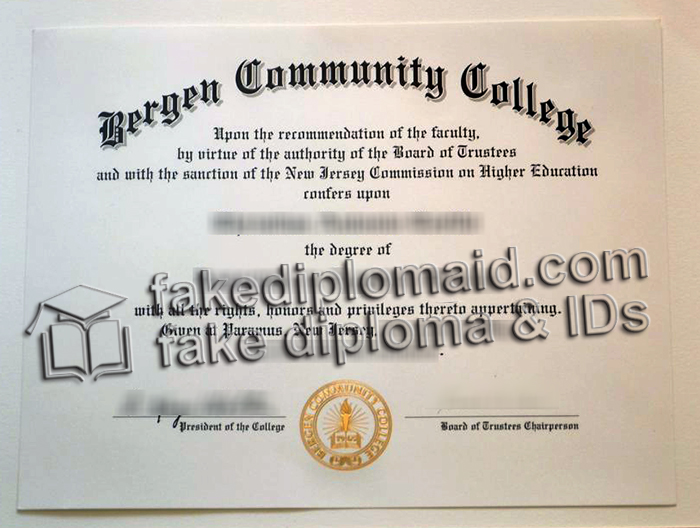 Bergen Community College
Upon the recommendation of the faculty,
by virtue of the authority of the Board of Trustees
and with the sanction of the New Jersey Commission on Higher Education
confers upon
the degree of
fakediplomaid.com
with all the rights, honors and privileges thereto appertaining.
Given at Paramus, New Jersey,
fake diploma & IDs
BERGEN COMMUNITY COLLEGE
President of the College
Board of Trustees Chairperson